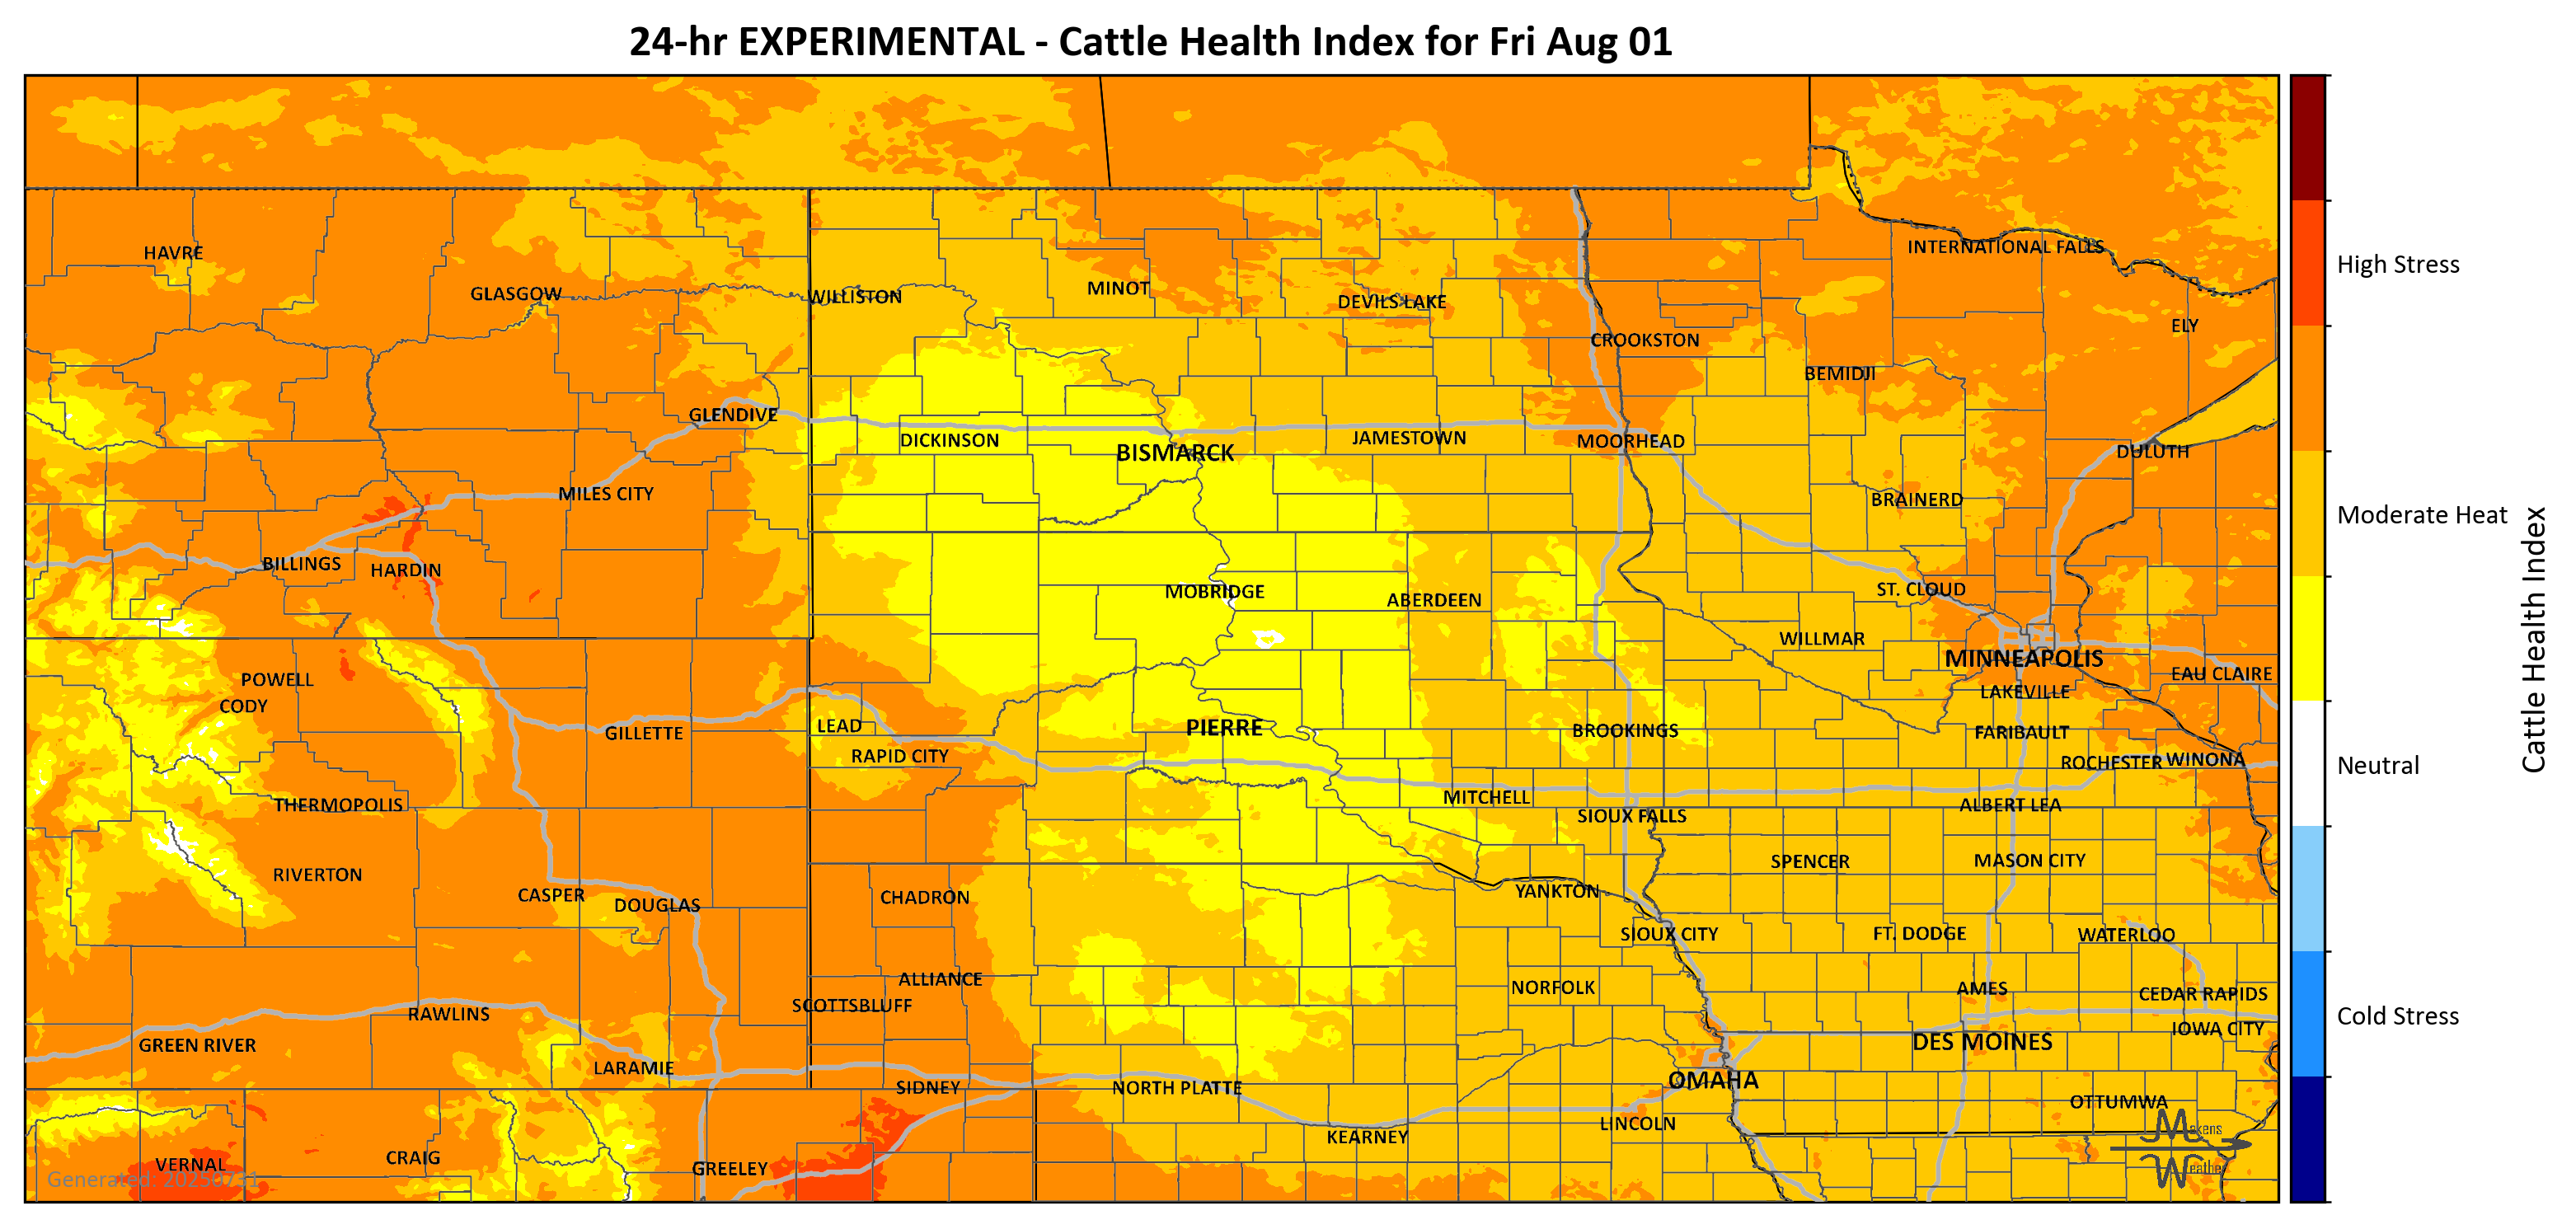 24-hr EXPERIMENTAL - Cattle Health Index for Fri Aug 01
HAVRE
GLASGOW
WILLISTON
MINOT
DEVILS LAKE
CROOKSTON
INTERNATIONAL FALLS
ELY
BEMIDJI
GLENDIVE
DICKINSON
BISMARCK
JAMESTOWN
MOORHEAD
DULUTH
MILES CITY
BRAINERD
BILLINGS
HARDIN
MOBRIDGE
ABERDEEN
ST. CLOUD
WILLMAR
MINNEAPOLIS
EAU CLAIRE
POWELL
CODY
LAKEVILLE
GILLETTE
LEAD
PIERRE
BROOKINGS
FARIBAULT
RAPID CITY
ROCHESTER
WINONA
THERMOPOLIS
MITCHELL
SIOUX FALLS
ALBERT LEA
RIVERTON
SPENCER
MASON CITY
CASPER
DOUGLAS
CHADRON
YANKTON
SIOUX CITY
FT. DODGE
WATERLOO
ALLIANCE
SCOTTSBLUFF
NORFOLK
AMES
CEDAR RAPIDS
RAWLINS
GREEN RIVER
DES MOINES
IOWA CITY
LARAMIE
SIDNEY
NORTH PLATTE
OMAHA
OTTUMWA
KEARNEY
LINCOLN
VERNAL
CRAIG
GREELEY
Generated: 20250731
Makens
Weather
High Stress
Moderate Heat
Neutral
Cold Stress
Cattle Health Index